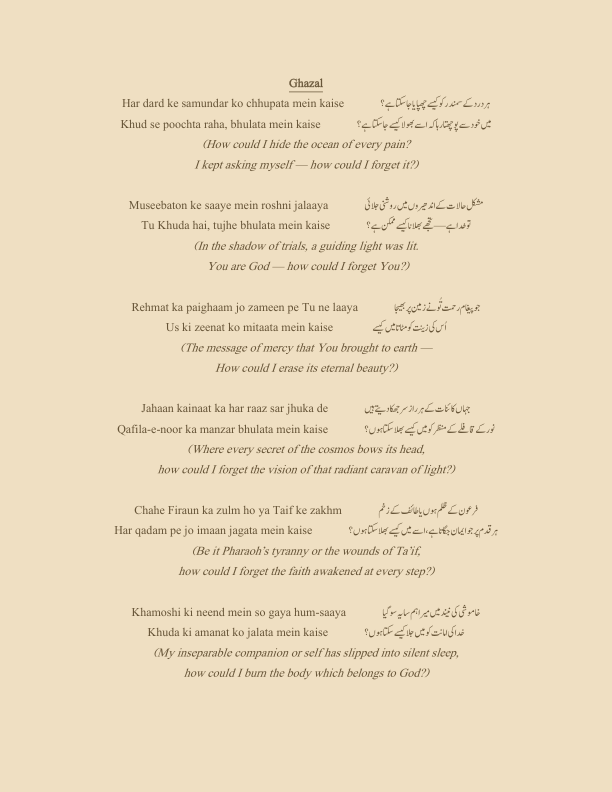 Ghazal
Har dard ke samundar ko chhupata mein kaise ہر درد کے سمندر کو کیسے چھپایا جا سکتا ہے؟
Khud se poochta raha, bhulata mein kaise میں خود سے پوچھتا رہا کہ اسے بھولا کیسے جا سکتا ہے؟
(How could I hide the ocean of every pain?
I kept asking myself — how could I forget it?)
Museebaton ke saaye mein roshni jalaaya مشکل حالات کے اندھیروں میں روشنی جلائی
Tu Khuda hai, tujhe bhulata mein kaise تو خدا ہے — تجھے بھلانا کیسے ممکن ہے؟
(In the shadow of trials, a guiding light was lit.
You are God — how could I forget You?)
Rehmat ka paighaam jo zameen pe Tu ne laaya جو پیغامِ رحمت تُو نے زمین پر بھیجا
Us ki zeenat ko mitaata mein kaise اُس کی زینت کو مٹاتا میں کیسے
(The message of mercy that You brought to earth —
How could I erase its eternal beauty?)
Jahaan kainaat ka har raaz sar jhuka de جہاں کائنات کے ہر راز سر جھکا دیتے ہیں
Qafila-e-noor ka manzar bhulata mein kaise نور کے قافلے کے منظر کو میں کیسے بھلا سکتا ہوں؟
(Where every secret of the cosmos bows its head,
how could I forget the vision of that radiant caravan of light?)
Chahe Firaun ka zulm ho ya Taif ke zakhm فرعون کے ظلم ہوں یا طائف کے زخم
Har qadam pe jo imaan jagata mein kaise ہر قدم پر جو ایمان جگاتا ہے، اسے میں کیسے بھلا سکتا ہوں؟
(Be it Pharaoh’s tyranny or the wounds of Ta’if,
how could I forget the faith awakened at every step?)
Khamoshi ki neend mein so gaya hum-saaya خاموشی کی نیند میں میرا ہم سایہ سو گیا
Khuda ki amanat ko jalata mein kaise خدا کی امانت کو میں جلا کیسے سکتا ہوں؟
(My inseparable companion or self has slipped into silent sleep,
how could I burn the body which belongs to God?)